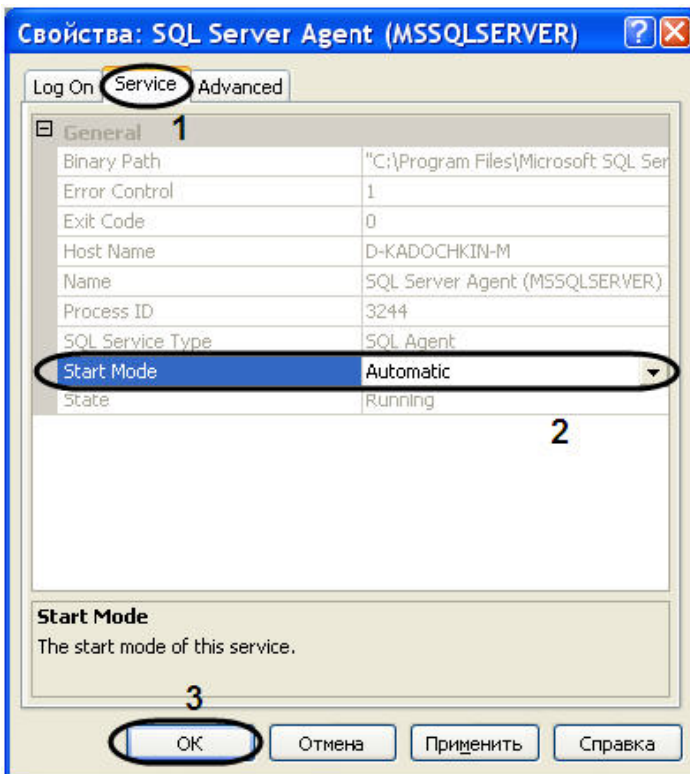 Свойства: SQL Server Agent (MSSQLSERVER)
Log On Service Advanced
1
General
Binary Path "C:\Program Files\Microsoft SQL Ser
Error Control 1
Exit Code 0
Host Name D-KADOCHKIN-M
Name SQL Server Agent (MSSQLSERVER)
Process ID 3244
SQL Service Type SQL Agent
Start Mode Automatic
State Running
2
Start Mode
The start mode of this service.
3
ОК Отмена Применить Справка